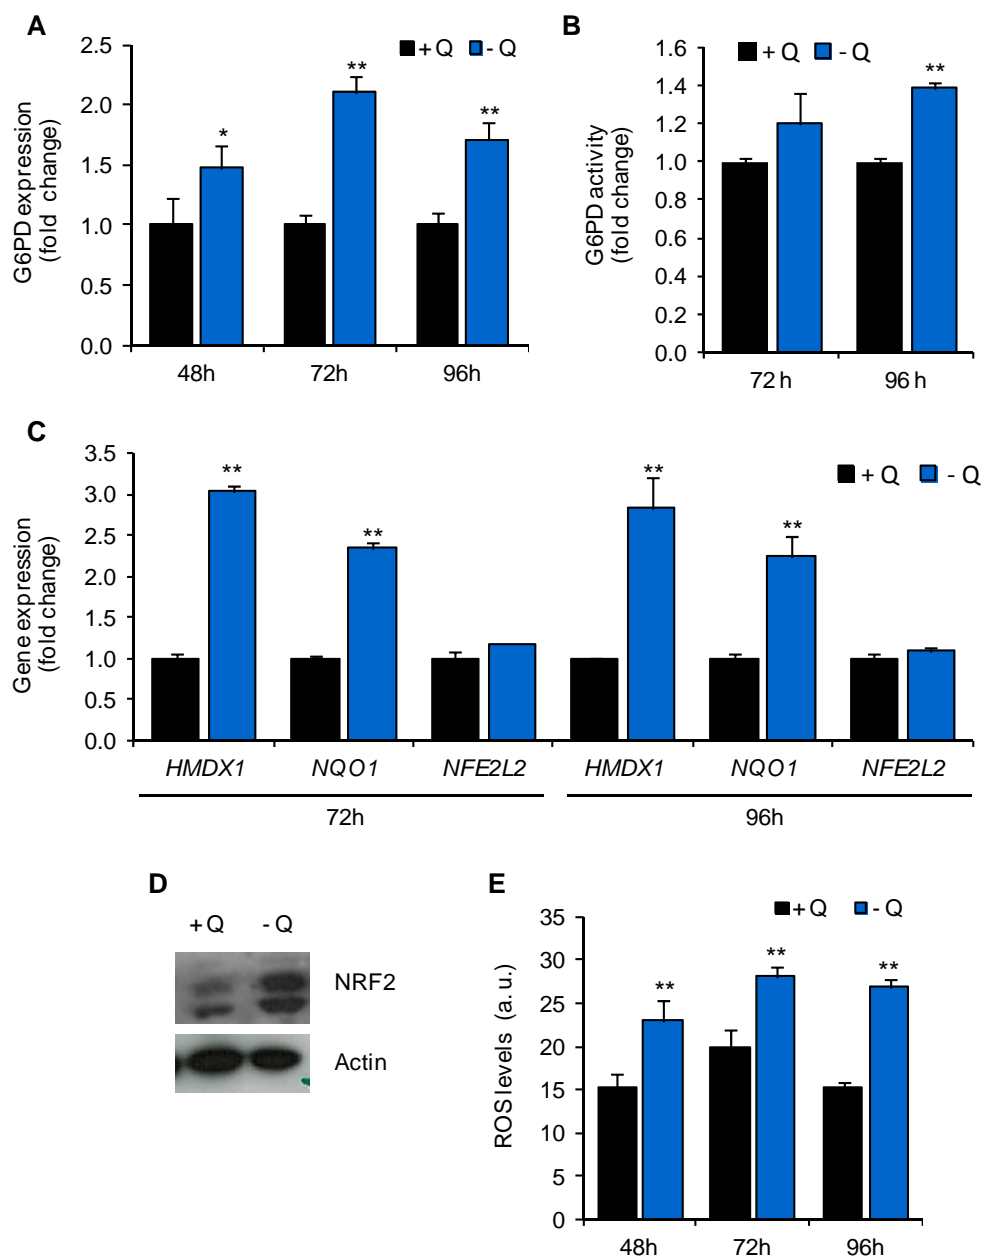 A
+ Q - Q
2.5
2.0
1.5
1.0
0.5
0.0
G6PD expression
(fold change)
*
**
**
48h 72h 96h
B
+ Q - Q
1.6
1.4
1.2
1.0
0.8
0.6
0.4
0.2
0.0
G6PD activity
(fold change)
**
72 h 96 h
C
+ Q - Q
3.5
3.0
2.5
2.0
1.5
1.0
0.5
0.0
Gene expression
(fold change)
**
**
**
**
HMDX1 NQO1 NFE2L2 HMDX1 NQO1 NFE2L2
72h 96h
D
+ Q - Q
NRF2
Actin
E
+ Q - Q
35
30
25
20
15
10
5
0
ROS levels (a.u.)
**
**
**
48h 72h 96h